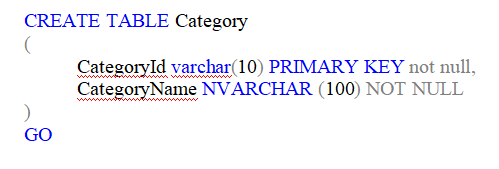 CREATE TABLE Category
(
CategoryId varchar(10) PRIMARY KEY not null,
CategoryName NVARCHAR (100) NOT NULL
)
GO